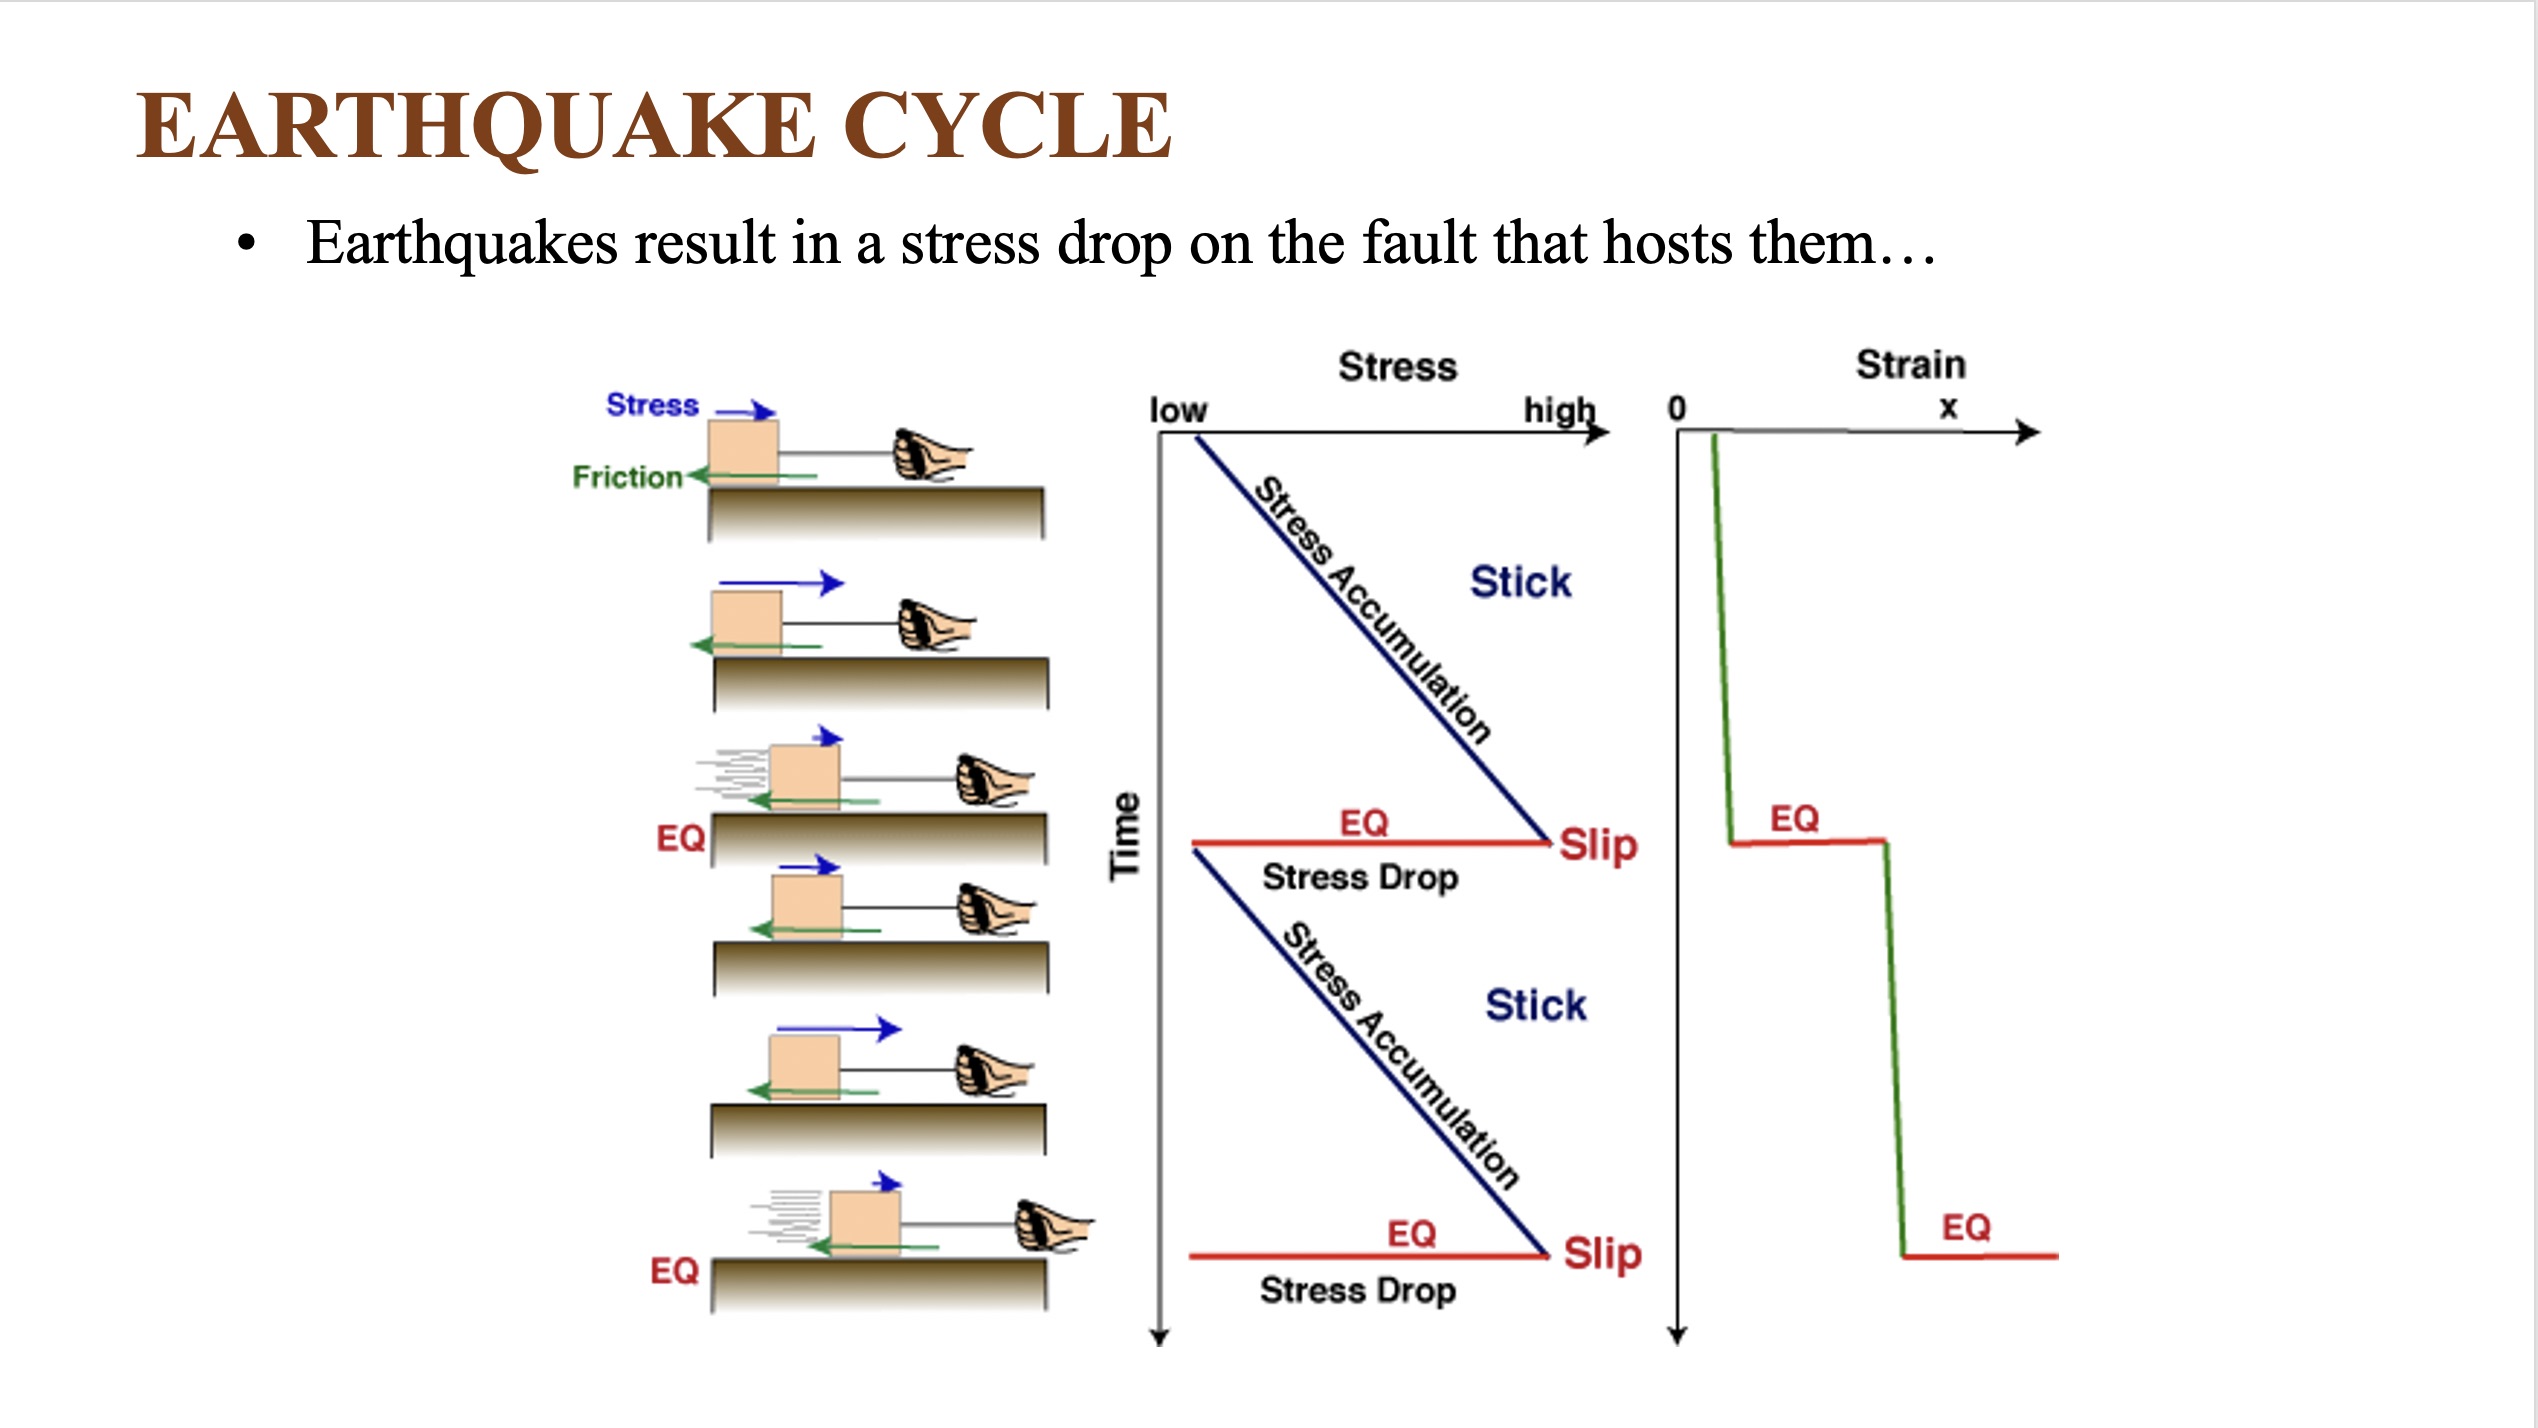 EARTHQUAKE CYCLE
• Earthquakes result in a stress drop on the fault that hosts them…
Stress
Friction
EQ
EQ
Stress
low high
Time
Stress Accumulation
Stick
EQ
Slip
Stress Drop
Stress Accumulation
Stick
EQ
Slip
Stress Drop
Strain
0 x
EQ
EQ